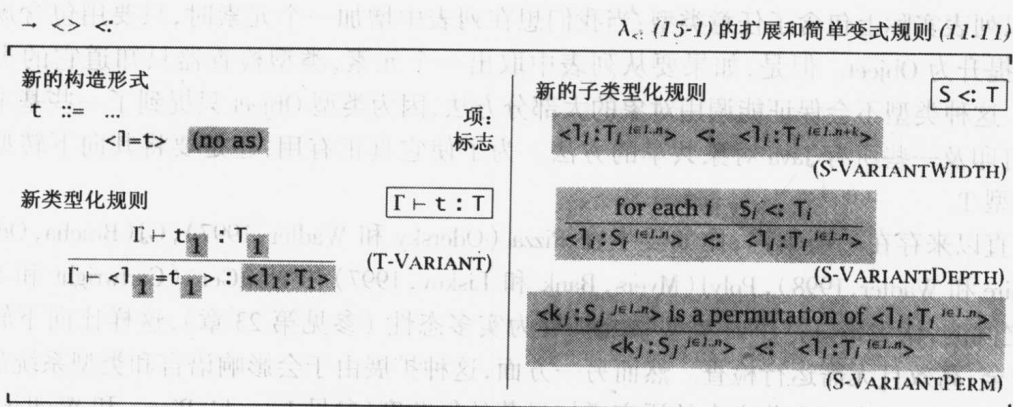 → <> <:
λ<: (15-1) 的扩展和简单变式规则 (11-11)
新的构造形式
t ::= ...
项:
<l=t> (no as)
标志
新类型化规则
Γ ⊢ t : T
Γ ⊢ t₁ : T₁
Γ ⊢ <l₁=t₁> : <l₁:T₁>
(T-VARIANT)
新的子类型化规则
S <: T
<lᵢ:Tᵢ i∈1..n> <: <lᵢ:Tᵢ i∈1..n+k>
(S-VARIANTWIDTH)
for each i Sᵢ <: Tᵢ
<lᵢ:Sᵢ i∈1..n> <: <lᵢ:Tᵢ i∈1..n>
(S-VARIANTDEPTH)
<kⱼ:Sⱼ j∈1..n> is a permutation of <lᵢ:Tᵢ i∈1..n>
<kⱼ:Sⱼ j∈1..n> <: <lᵢ:Tᵢ i∈1..n>
(S-VARIANTPERM)